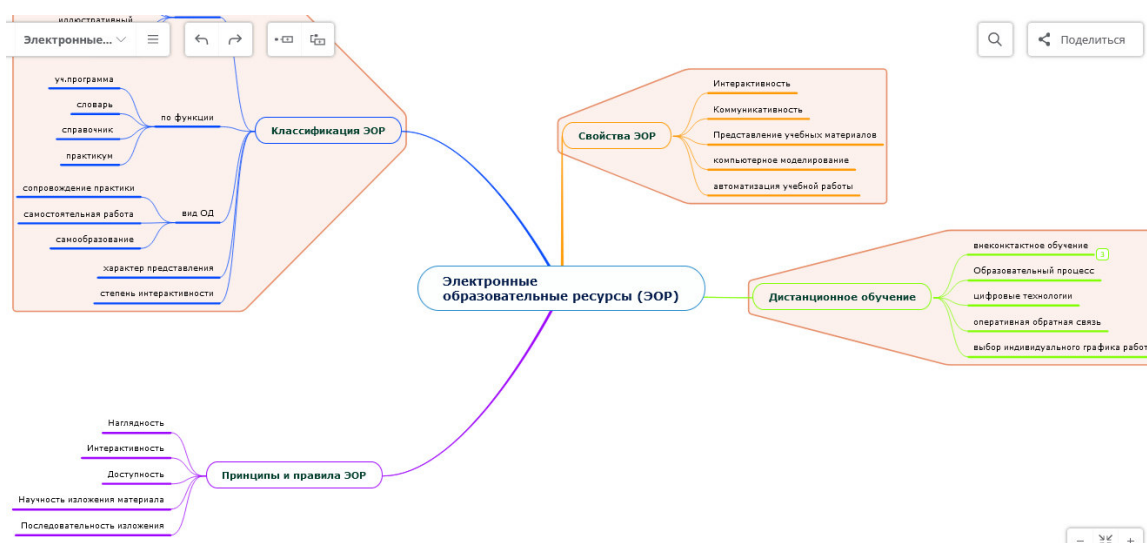 иллюстративный
Электронные...
Поделиться
уч.программа
словарь
справочник
практикум
по функции
Классификация ЭОР
сопровождение практики
самостоятельная работа
самообразование
вид ОД
характер представления
степень интерактивности
Свойства ЭОР
Интерактивность
Коммуникативность
Представление учебных материалов
компьютерное моделирование
автоматизация учебной работы
Электронные
образовательные ресурсы (ЭОР)
Дистанционное обучение
внеконктактное обучение
3
Образовательный процесс
цифровые технологии
оперативная обратная связь
выбор индивидуального графика работ
Наглядность
Интерактивность
Доступность
Научность изложения материала
Последовательность изложения
Принципы и правила ЭОР